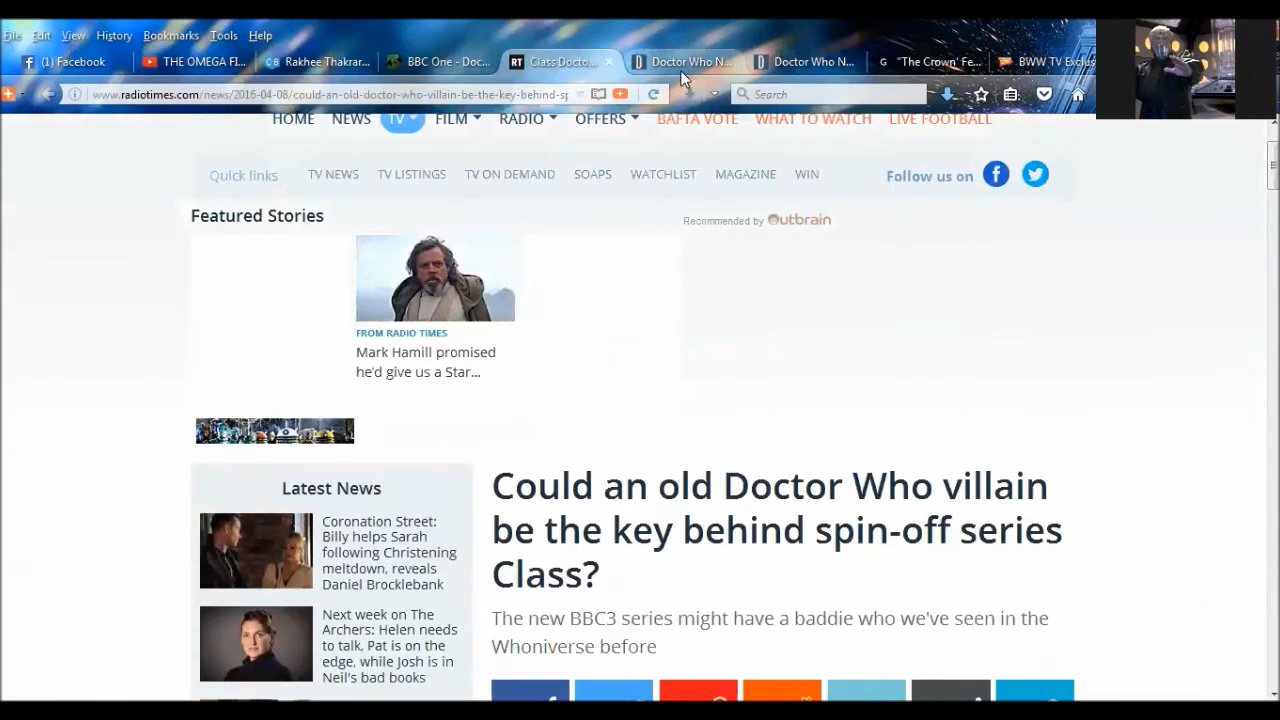 File Edit View History Bookmarks Tools Help
(1) Facebook THE OMEGA FI... Rakhee Thakrar... BBC One - Doc... Class Docto... Doctor Who N... Doctor Who N... "The Crown' Fe... BWW TV Exclus
www.radiotimes.com/news/2016-04-08/could-an-old-doctor-who-villain-be-the-key-behind-sp Search
HOME NEWS TV FILM RADIO OFFERS BAFTA VOTE WHAT TO WATCH LIVE FOOTBALL
Quick links TV NEWS TV LISTINGS TV ON DEMAND SOAPS WATCHLIST MAGAZINE WIN Follow us on
Featured Stories
Recommended by Outbrain
FROM RADIO TIMES
Mark Hamill promised
he'd give us a Star...
Latest News
Coronation Street:
Billy helps Sarah
following Christening
meltdown, reveals
Daniel Brocklebank
Next week on The
Archers: Helen needs
to talk, Pat is on the
edge, while Josh is in
Neil's bad books
Could an old Doctor Who villain
be the key behind spin-off series
Class?
The new BBC3 series might have a baddie who we've seen in the
Whoniverse before